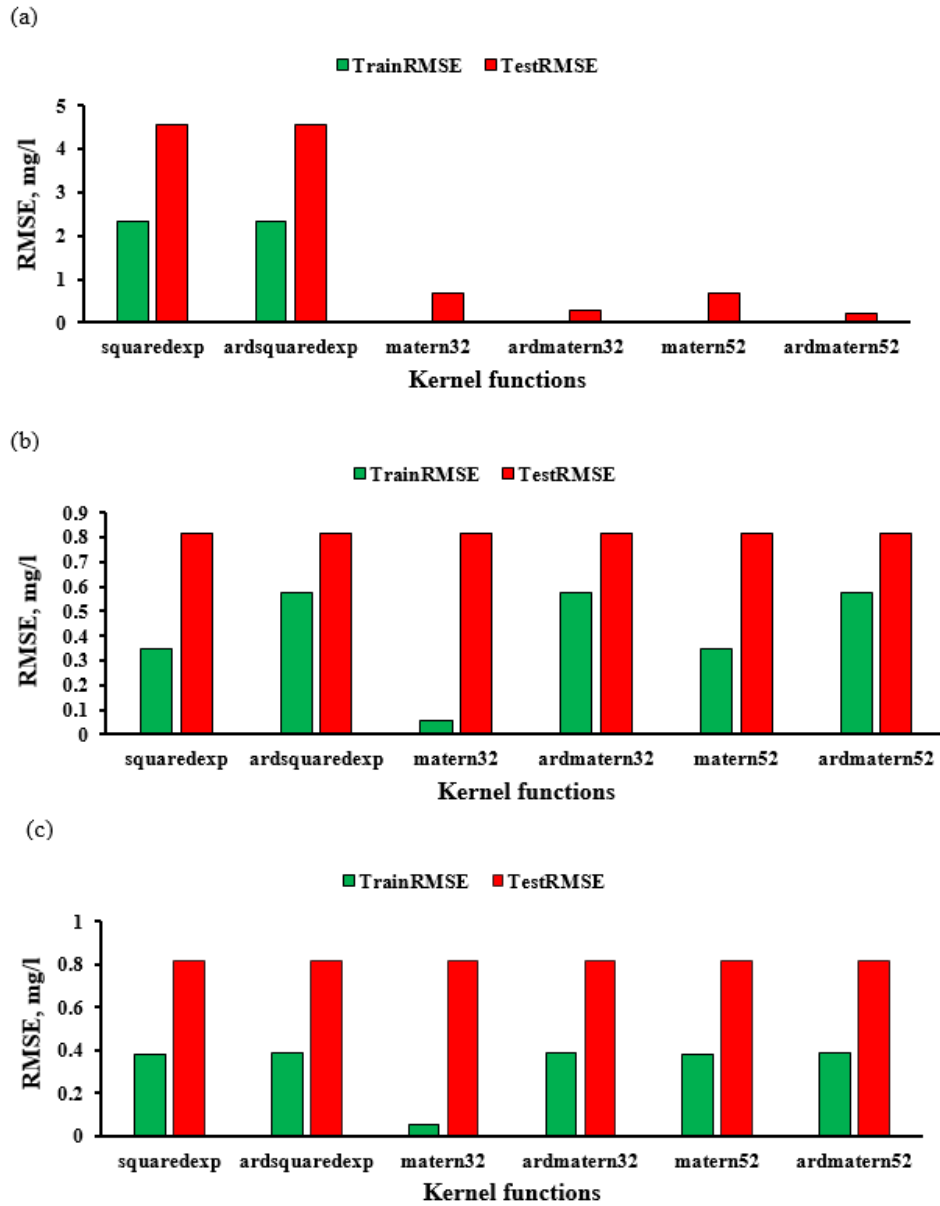 (a)
TrainRMSE TestRMSE
5
4
3
2
1
0
RMSE, mg/l
squaredexp ardsquaredexp matern32 ardmatern32 matern52 ardmatern52
Kernel functions
(b)
TrainRMSE TestRMSE
0.9
0.8
0.7
0.6
0.5
0.4
0.3
0.2
0.1
0
RMSE, mg/l
squaredexp ardsquaredexp matern32 ardmatern32 matern52 ardmatern52
Kernel functions
(c)
TrainRMSE TestRMSE
1
0.8
0.6
0.4
0.2
0
RMSE, mg/l
squaredexp ardsquaredexp matern32 ardmatern32 matern52 ardmatern52
Kernel functions